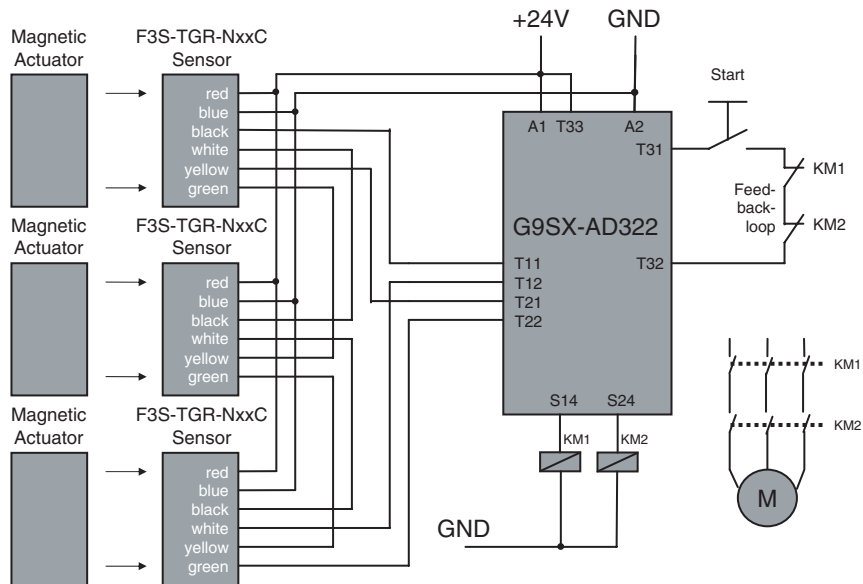 +24V
GND
Magnetic
Actuator
F3S-TGR-NxxC
Sensor
red
blue
black
white
yellow
green
Magnetic
Actuator
F3S-TGR-NxxC
Sensor
red
blue
black
white
yellow
green
Magnetic
Actuator
F3S-TGR-NxxC
Sensor
red
blue
black
white
yellow
green
A1
T33
A2
T31
G9SX-AD322
T11
T12
T21
T22
T32
S14
S24
Start
KM1
Feed-
back-
loop
KM2
KM1
KM2
GND
KM1
KM2
M